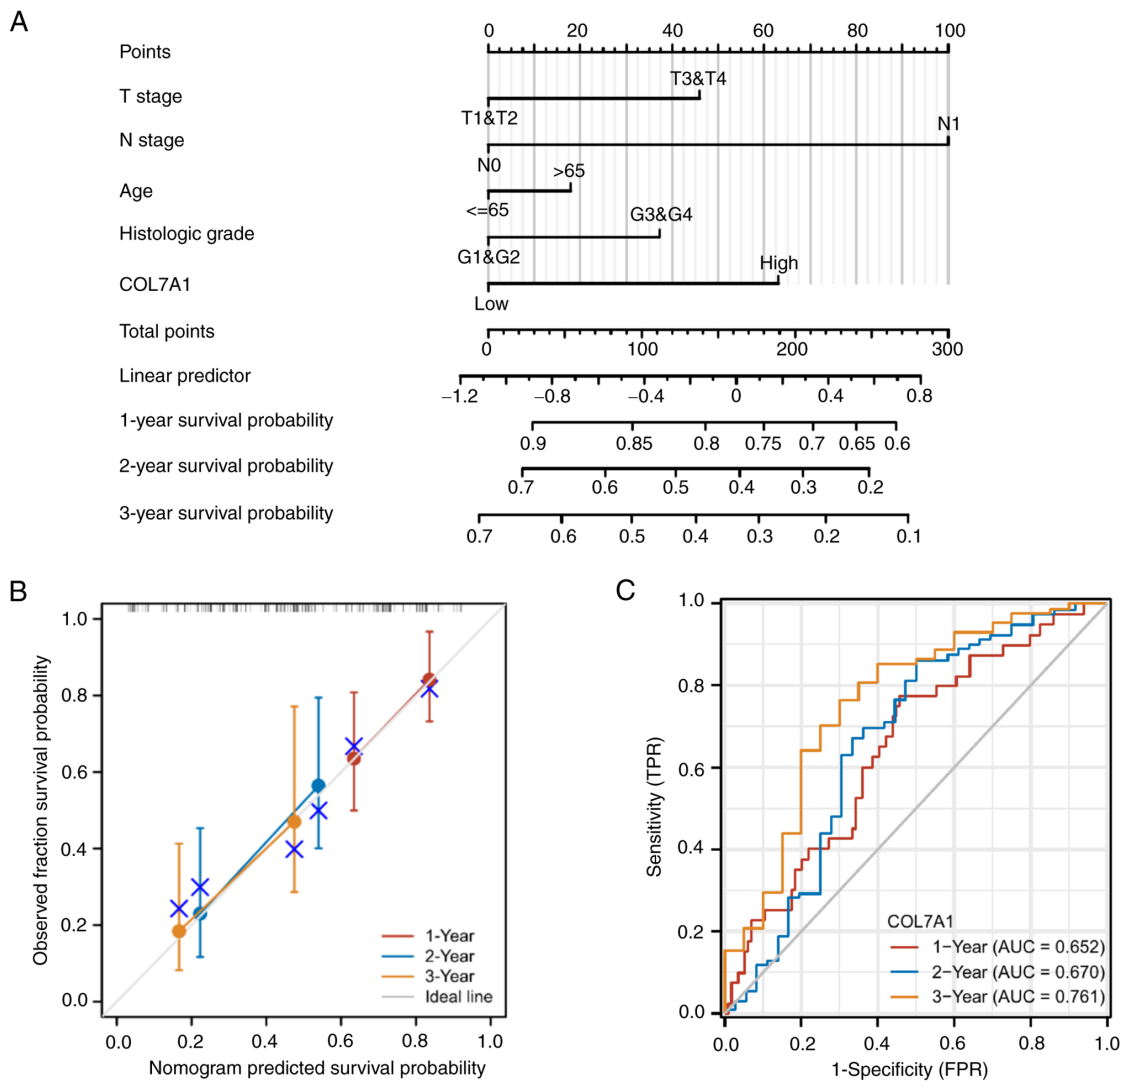 A
Points
0 20 40 60 80 100
T stage
T3&T4
T1&T2
N stage
N1
N0
Age
>65
<=65
Histologic grade
G3&G4
G1&G2
COL7A1
High
Low
Total points
0 100 200 300
Linear predictor
−1.2 −0.8 −0.4 0 0.4 0.8
1-year survival probability
0.9 0.85 0.8 0.75 0.7 0.65 0.6
2-year survival probability
0.7 0.6 0.5 0.4 0.3 0.2
3-year survival probability
0.7 0.6 0.5 0.4 0.3 0.2 0.1
B
Observed fraction survival probability
1.0
0.8
0.6
0.4
0.2
0.0
1-Year
2-Year
3-Year
Ideal line
0.0 0.2 0.4 0.6 0.8 1.0
Nomogram predicted survival probability
C
Sensitivity (TPR)
1.0
0.8
0.6
0.4
0.2
0.0
COL7A1
1−Year (AUC = 0.652)
2−Year (AUC = 0.670)
3−Year (AUC = 0.761)
0.0 0.2 0.4 0.6 0.8 1.0
1-Specificity (FPR)